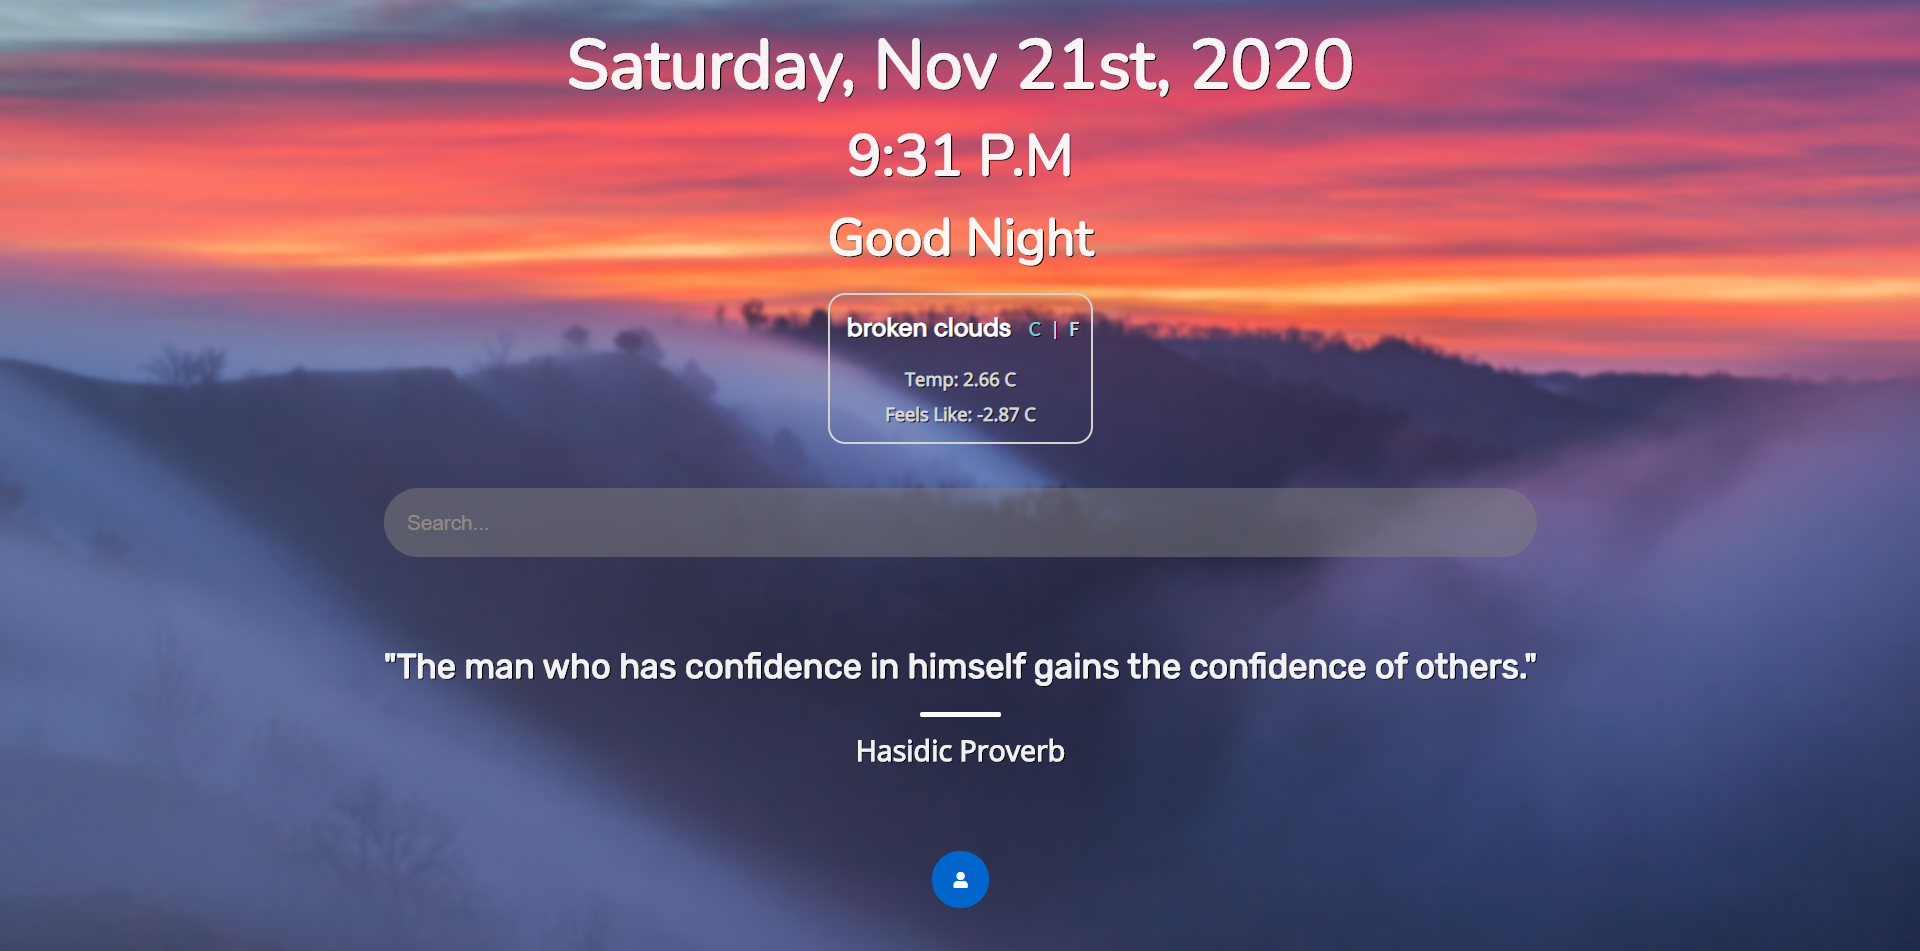 Saturday, Nov 21st, 2020
9:31 P.M
Good Night
broken clouds C | F
Temp: 2.66 C
Feels Like: -2.87 C
Search...
"The man who has confidence in himself gains the confidence of others."
Hasidic Proverb